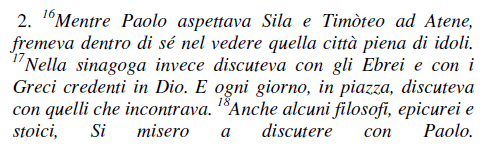 2. ¹⁶Mentre Paolo aspettava Sila e Timòteo ad Atene,
fremeva dentro di sé nel vedere quella città piena di idoli.
¹⁷Nella sinagoga invece discuteva con gli Ebrei e con i
Greci credenti in Dio. E ogni giorno, in piazza, discuteva
con quelli che incontrava. ¹⁸Anche alcuni filosofi, epicurei e
stoici, Si misero a discutere con Paolo.